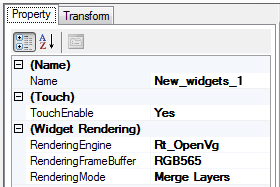 Property Transform
(Name)
Name New_widgets_1
(Touch)
TouchEnable Yes
(Widget Rendering)
RenderingEngine Rt_OpenVg
RenderingFrameBuffer RGB565
RenderingMode Merge Layers